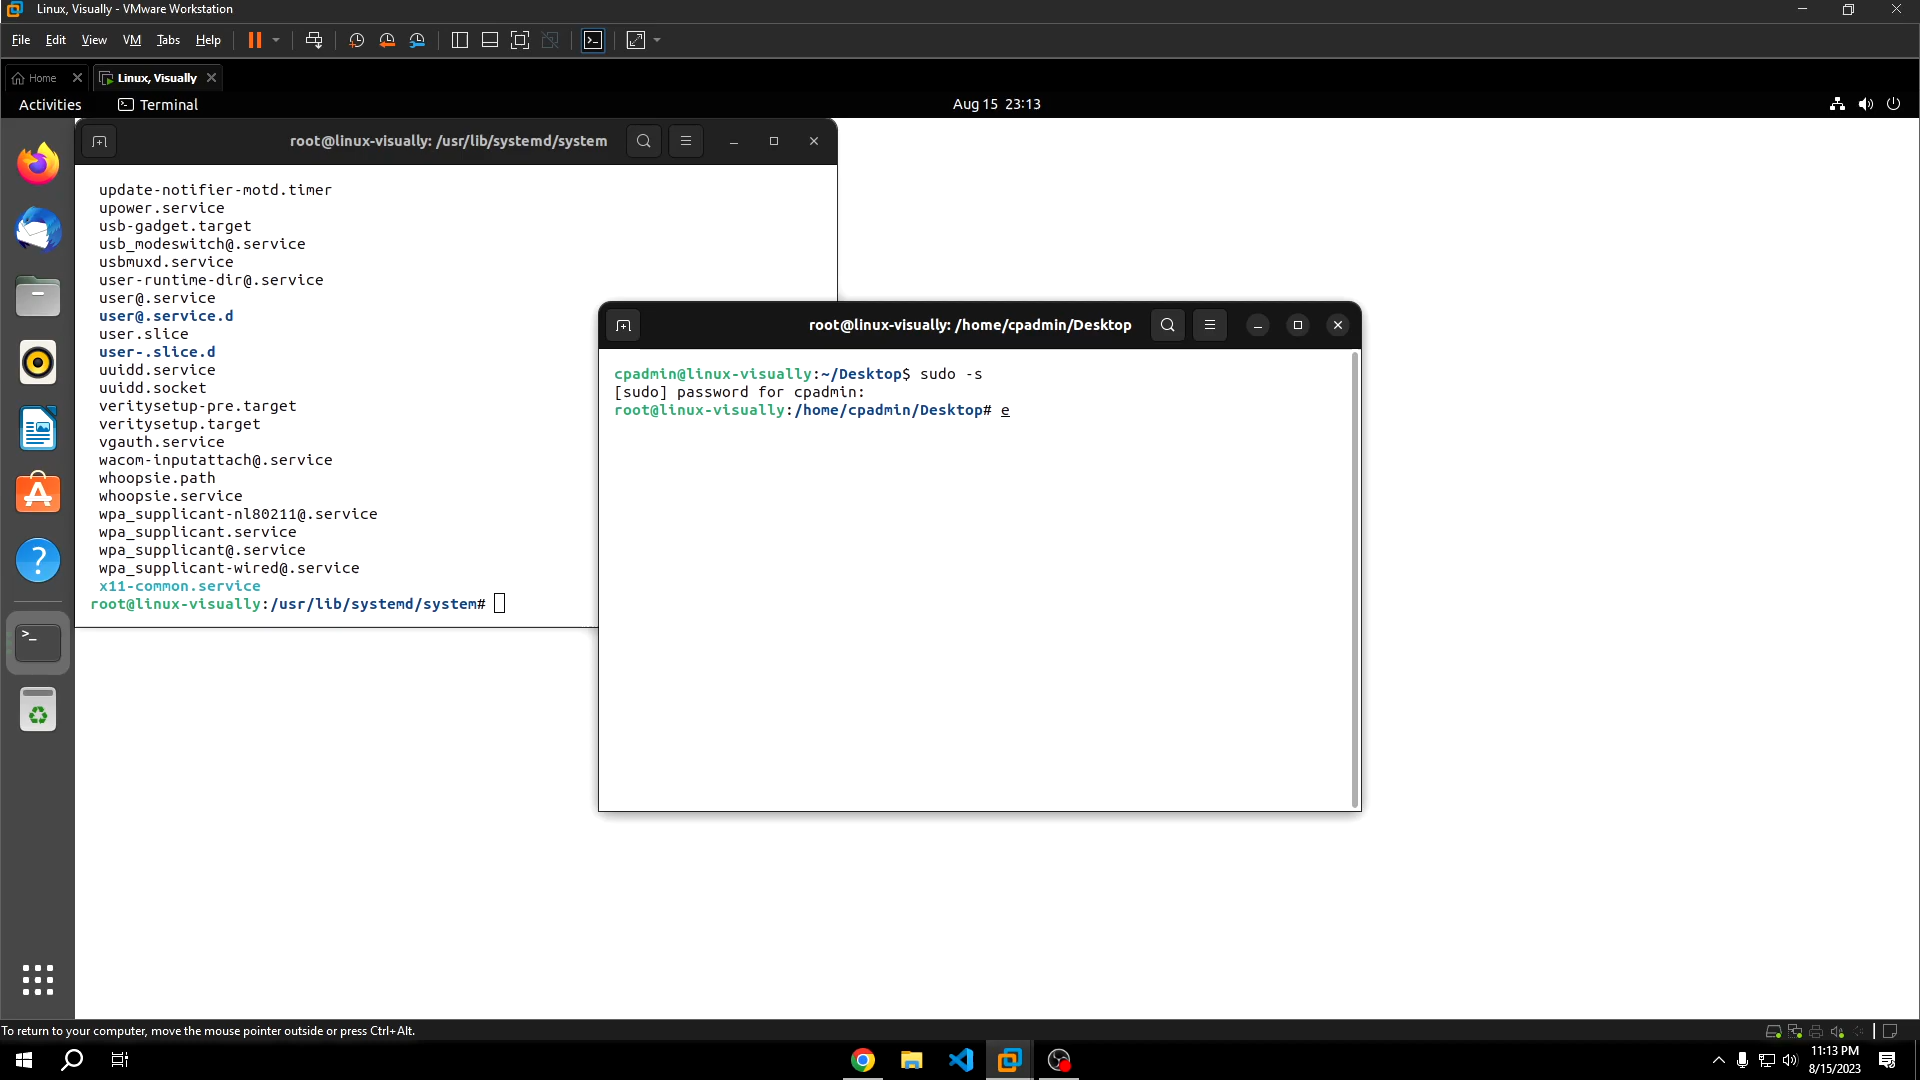 Linux, Visually - VMware Workstation
File Edit View VM Tabs Help
Home Linux, Visually
Activities Terminal Aug 15 23:13
root@linux-visually: /usr/lib/systemd/system
update-notifier-motd.timer
upower.service
usb-gadget.target
usb_modeswitch@.service
usbmuxd.service
user-runtime-dir@.service
user@.service
user@.service.d
user.slice
user-.slice.d
uuidd.service
uuidd.socket
veritysetup-pre.target
veritysetup.target
vgauth.service
wacom-inputattach@.service
whoopsie.path
whoopsie.service
wpa_supplicant-nl80211@.service
wpa_supplicant.service
wpa_supplicant@.service
wpa_supplicant-wired@.service
x11-common.service
root@linux-visually:/usr/lib/systemd/system#
root@linux-visually: /home/cpadmin/Desktop
cpadmin@linux-visually:~/Desktop$ sudo -s
[sudo] password for cpadmin:
root@linux-visually:/home/cpadmin/Desktop# e
To return to your computer, move the mouse pointer outside or press Ctrl+Alt.
11:13 PM
8/15/2023